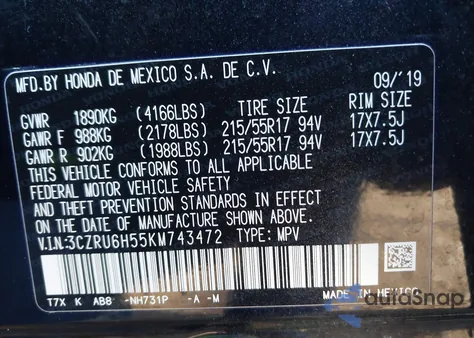 MFD.BY HONDA DE MEXICO S.A. DE C.V.
09/'19
GVWR 1890KG (4166LBS) TIRE SIZE RIM SIZE
GAWR F 988KG (2178LBS) 215/55R17 94V 17X7.5J
GAWR R 902KG (1988LBS) 215/55R17 94V 17X7.5J
THIS VEHICLE CONFORMS TO ALL APPLICABLE
FEDERAL MOTOR VEHICLE SAFETY
AND THEFT PREVENTION STANDARDS IN EFFECT
ON THE DATE OF MANUFACTURE SHOWN ABOVE.
V.I.N:3CZRU6H55KM743472 TYPE: MPV
T7X K AB8 -NH731P -A -M
MADE IN MEXICO
AutoSnap